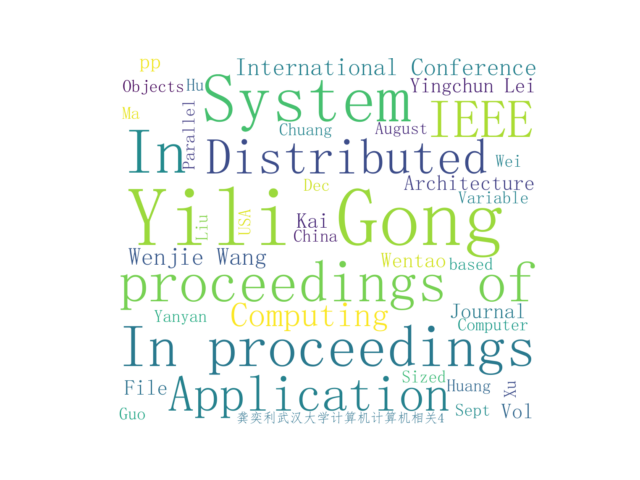 pp
International Conference
Objects
Hu
System
Yingchun Lei
Ma
Parallel
Chuang
August
IEEE
In
Distributed
Wei
Dec
Architecture
Variable
Yili Gong
Liu
USA
Kai
China
Wenjie Wang
Wentao
based
proceedings of
Yanyan
Computing
Journal
Computer
In proceedings
File
Application
Sized
Huang
Xu
Guo
龚奕利武汉大学计算机计算机相关4
Sept
Vol